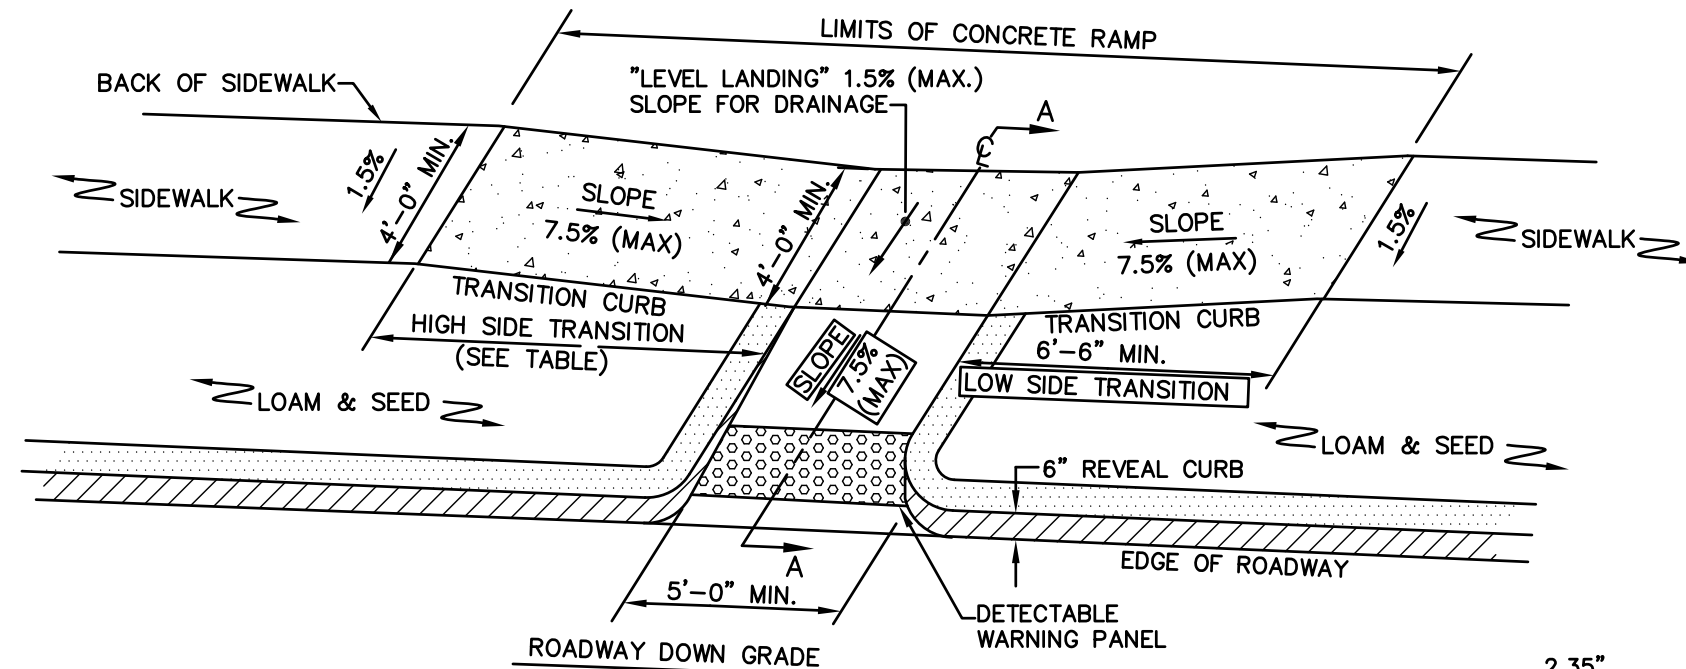 LIMITS OF CONCRETE RAMP
BACK OF SIDEWALK
"LEVEL LANDING" 1.5% (MAX.)
SLOPE FOR DRAINAGE
A
℄
1.5%
4'-0" MIN.
SIDEWALK
SLOPE
7.5% (MAX)
4'-0" MIN.
SLOPE
7.5% (MAX)
1.5%
SIDEWALK
TRANSITION CURB
HIGH SIDE TRANSITION
(SEE TABLE)
SLOPE
7.5%
(MAX)
TRANSITION CURB
6'-6" MIN.
LOW SIDE TRANSITION
LOAM & SEED
LOAM & SEED
6" REVEAL CURB
EDGE OF ROADWAY
A
5'-0" MIN.
DETECTABLE
WARNING PANEL
ROADWAY DOWN GRADE
2.35"